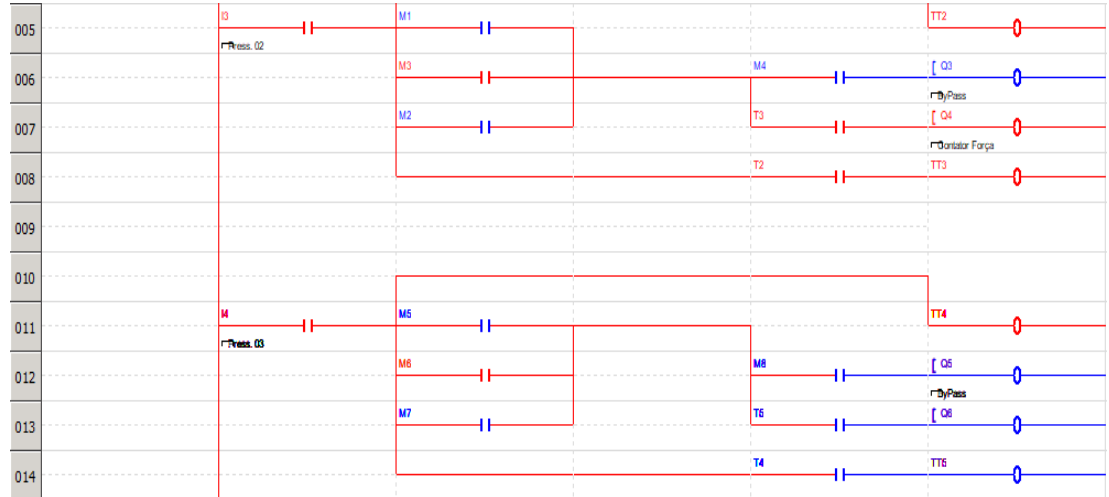 I3 M1 TT2
005
Press. 02
M3 M4 [ Q3
006
ByPass
M2 T3 [ Q4
007
Contator Força
T2 TT3
008
009
010
I4 M5 TT4
011
Press. 03
M6 M8 [ Q5
012
ByPass
M7 T5 [ Q6
013
T4 TT5
014